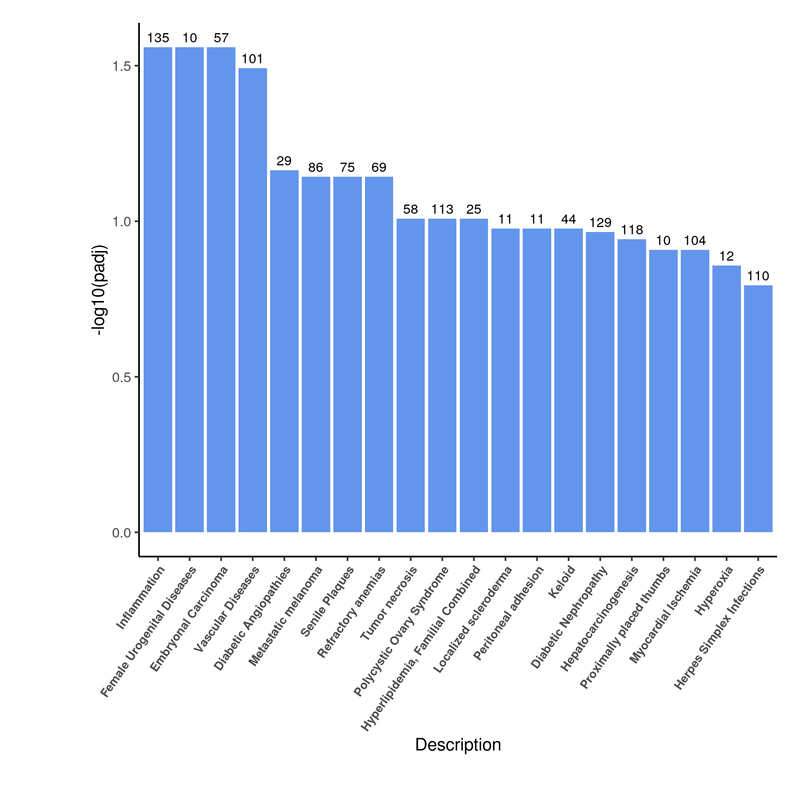 135 10 57
101
29 86 75 69
58 113 25 11 11 44 129 118 10 104 12 110
1.5
1.0
0.5
0.0
-log10(padj)
Inflammation
Female Urogenital Diseases
Embryonal Carcinoma
Vascular Diseases
Diabetic Angiopathies
Metastatic melanoma
Senile Plaques
Refractory anemias
Tumor necrosis
Polycystic Ovary Syndrome
Hyperlipidemia, Familial Combined
Localized scleroderma
Peritoneal adhesion
Keloid
Diabetic Nephropathy
Hepatocarcinogenesis
Proximally placed thumbs
Myocardial Ischemia
Hyperoxia
Herpes Simplex Infections
Description